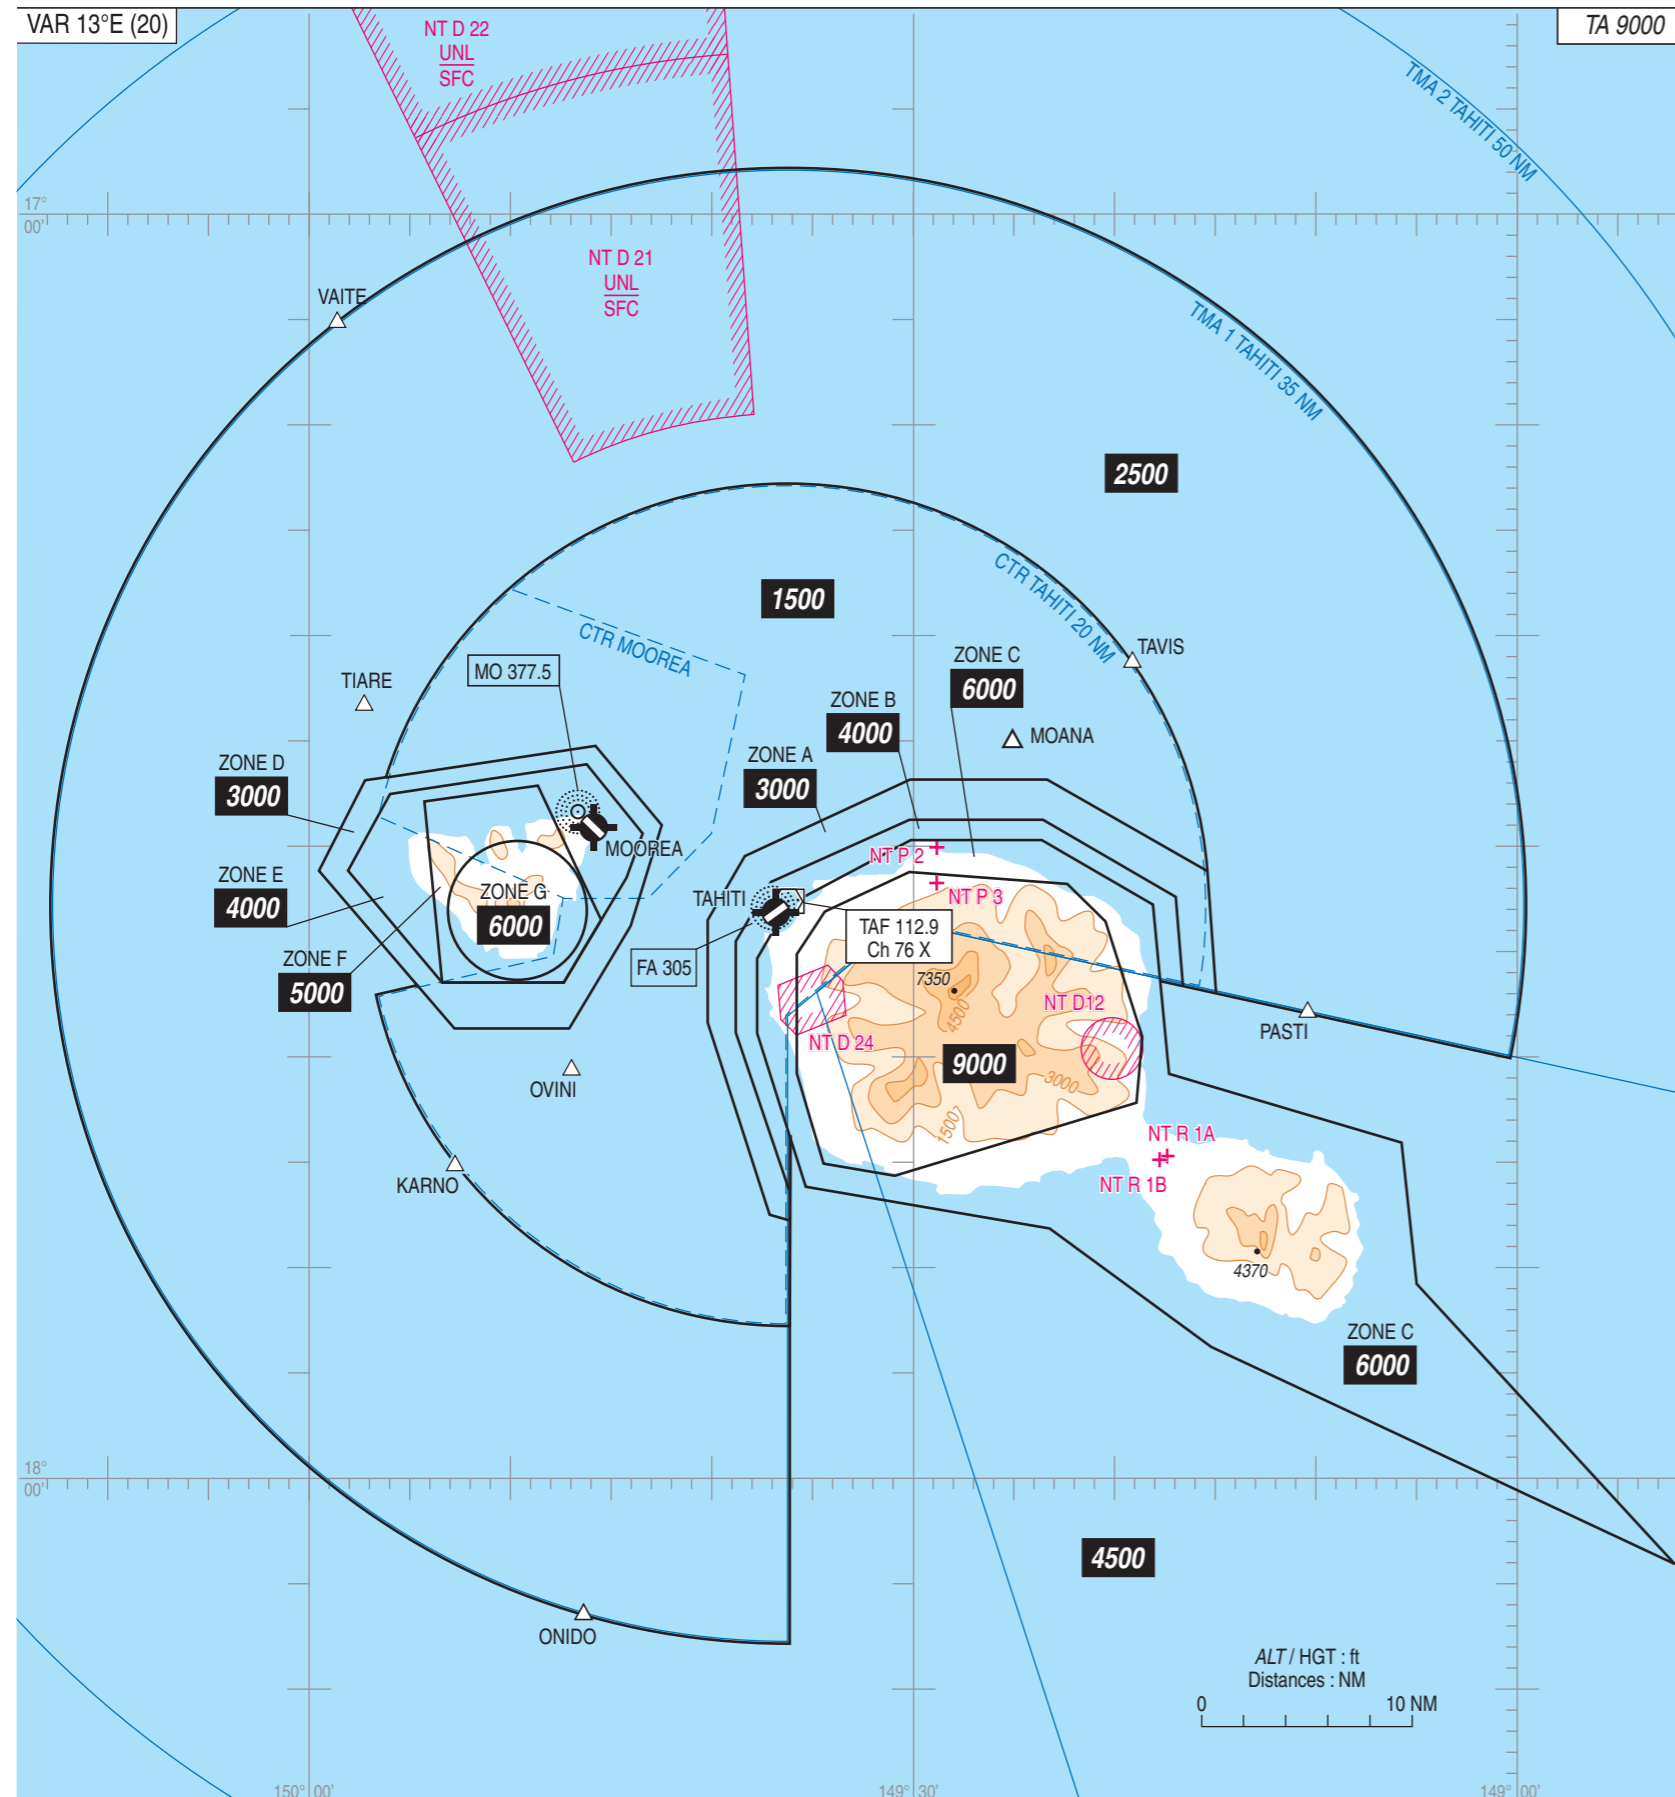 VAR 13°E (20)
TA 9000
NT D 22
UNL
SFC
TMA 2 TAHITI 50 NM
17°
00'
NT D 21
UNL
SFC
VAITE
TMA 1 TAHITI 35 NM
2500
1500
CTR TAHITI 20 NM
CTR MOOREA
TAVIS
ZONE C
6000
MO 377.5
TIARE
ZONE B
4000
MOANA
ZONE A
3000
ZONE D
3000
MOOREA
NT P 2
NT P 3
ZONE E
4000
ZONE G
6000
TAHITI
TAF 112.9
Ch 76 X
ZONE F
5000
FA 305
7350
4500
NT D12
PASTI
NT D 24
9000
3000
OVINI
1500
NT R 1A
NT R 1B
KARNO
4370
ZONE C
6000
18°
00'
4500
ONIDO
ALT / HGT : ft
Distances : NM
0 10 NM
150° 00'
149° 30'
149° 00'